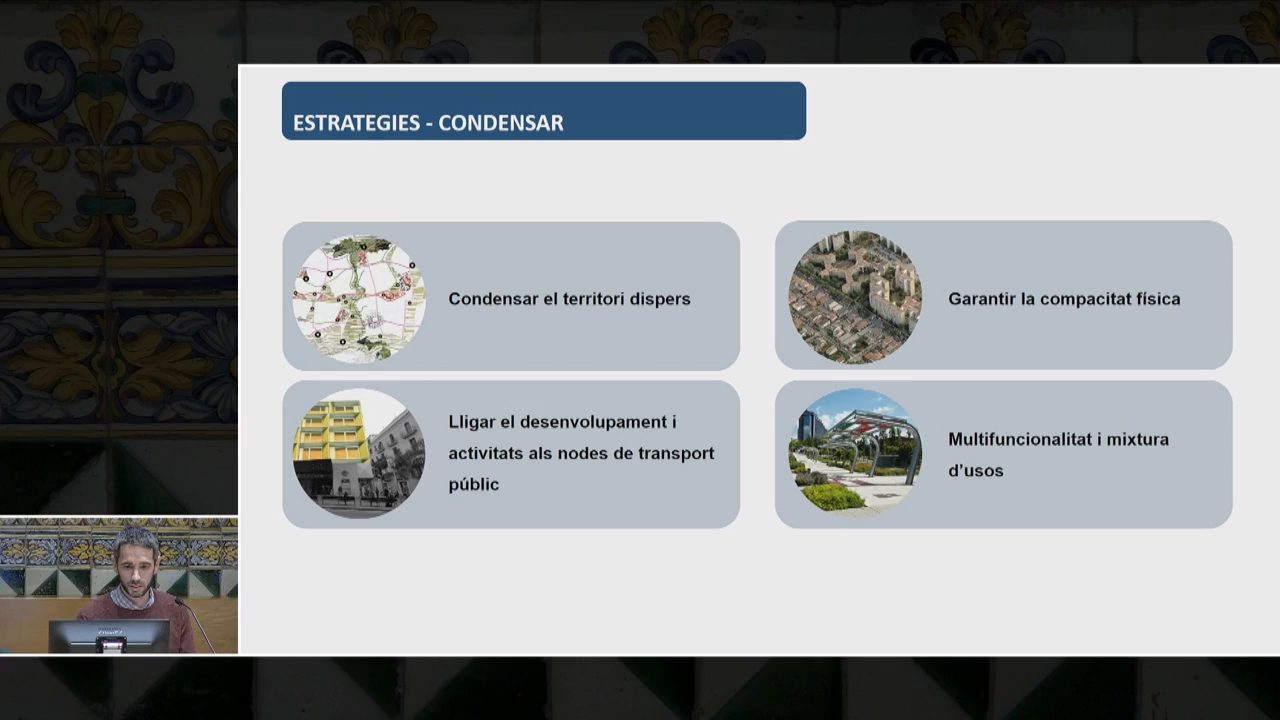 ESTRATEGIES - CONDENSAR
Condensar el territori dispers
Garantir la compacitat física
Lligar el desenvolupament i
activitats als nodes de transport
públic
Multifuncionalitat i mixtura
d’usos